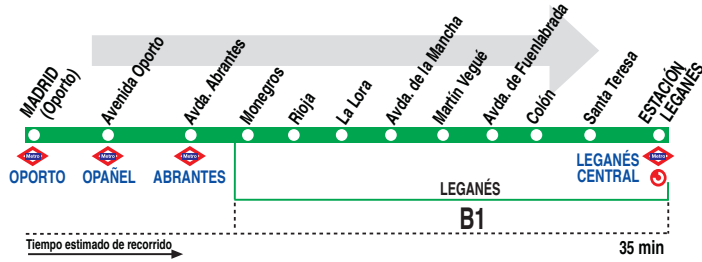 MADRID
(Oporto)
Avenida Oporto
Avda. Abrantes
Monegros
Rioja
La Lora
Avda. de la Mancha
Martín Vegué
Avda. de Fuenlabrada
Colón
Santa Teresa
ESTACIÓN
LEGANES
Metro
Metro
Metro
Metro
OPORTO
OPAÑEL
ABRANTES
LEGANÉS
CENTRAL
LEGANÉS
B1
Tiempo estimado de recorrido
35 min